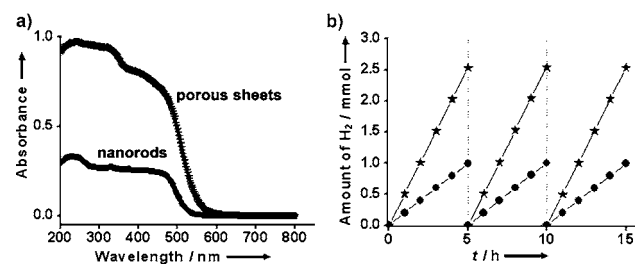 a)
Absorbance
1.0
0.5
0.0
porous sheets
nanorods
200 300 400 500 600 700 800
Wavelength / nm
b)
Amount of H₂ / mmol
3.0
2.5
2.0
1.5
1.0
0.5
0.0
0 5 10 15
t / h